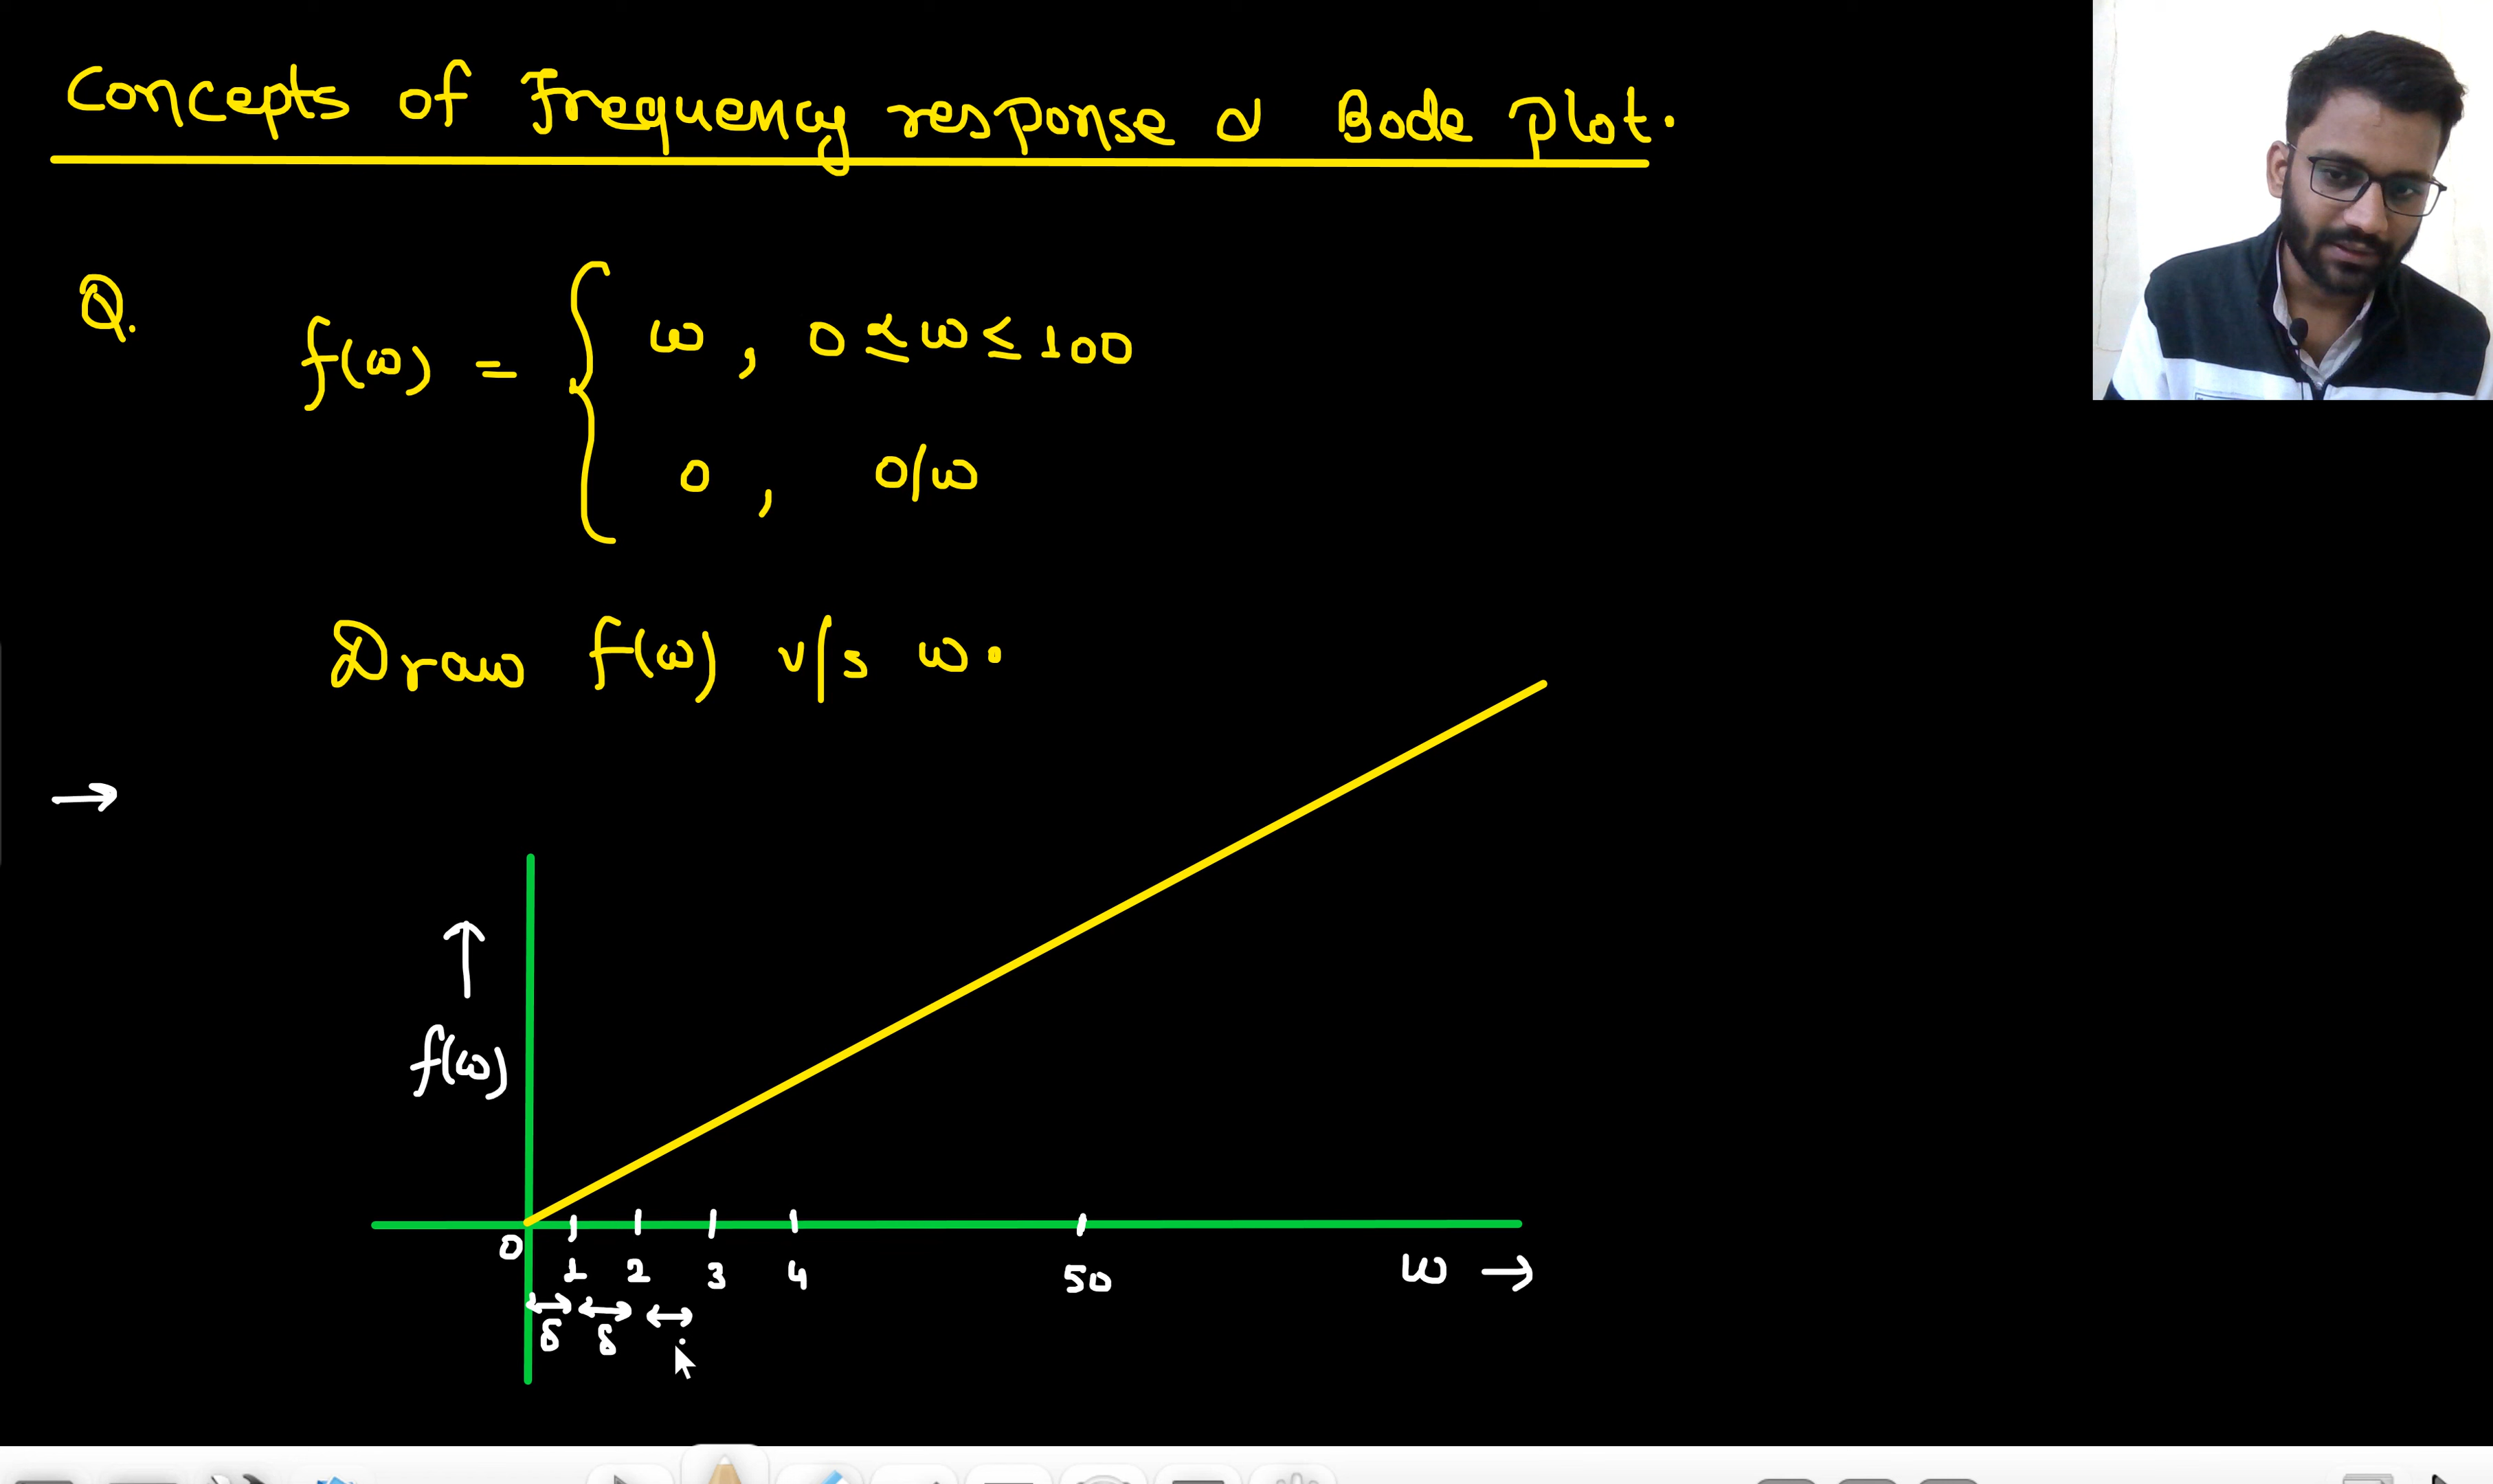 Concepts of Frequency response & Bode plot.
Q. f(ω) = { ω , 0 ≤ ω ≤ 100
0 , o/ω
Draw f(ω) v/s ω.
→
↑
f(ω)
0 1 2 3 4 50 ω →
δ δ